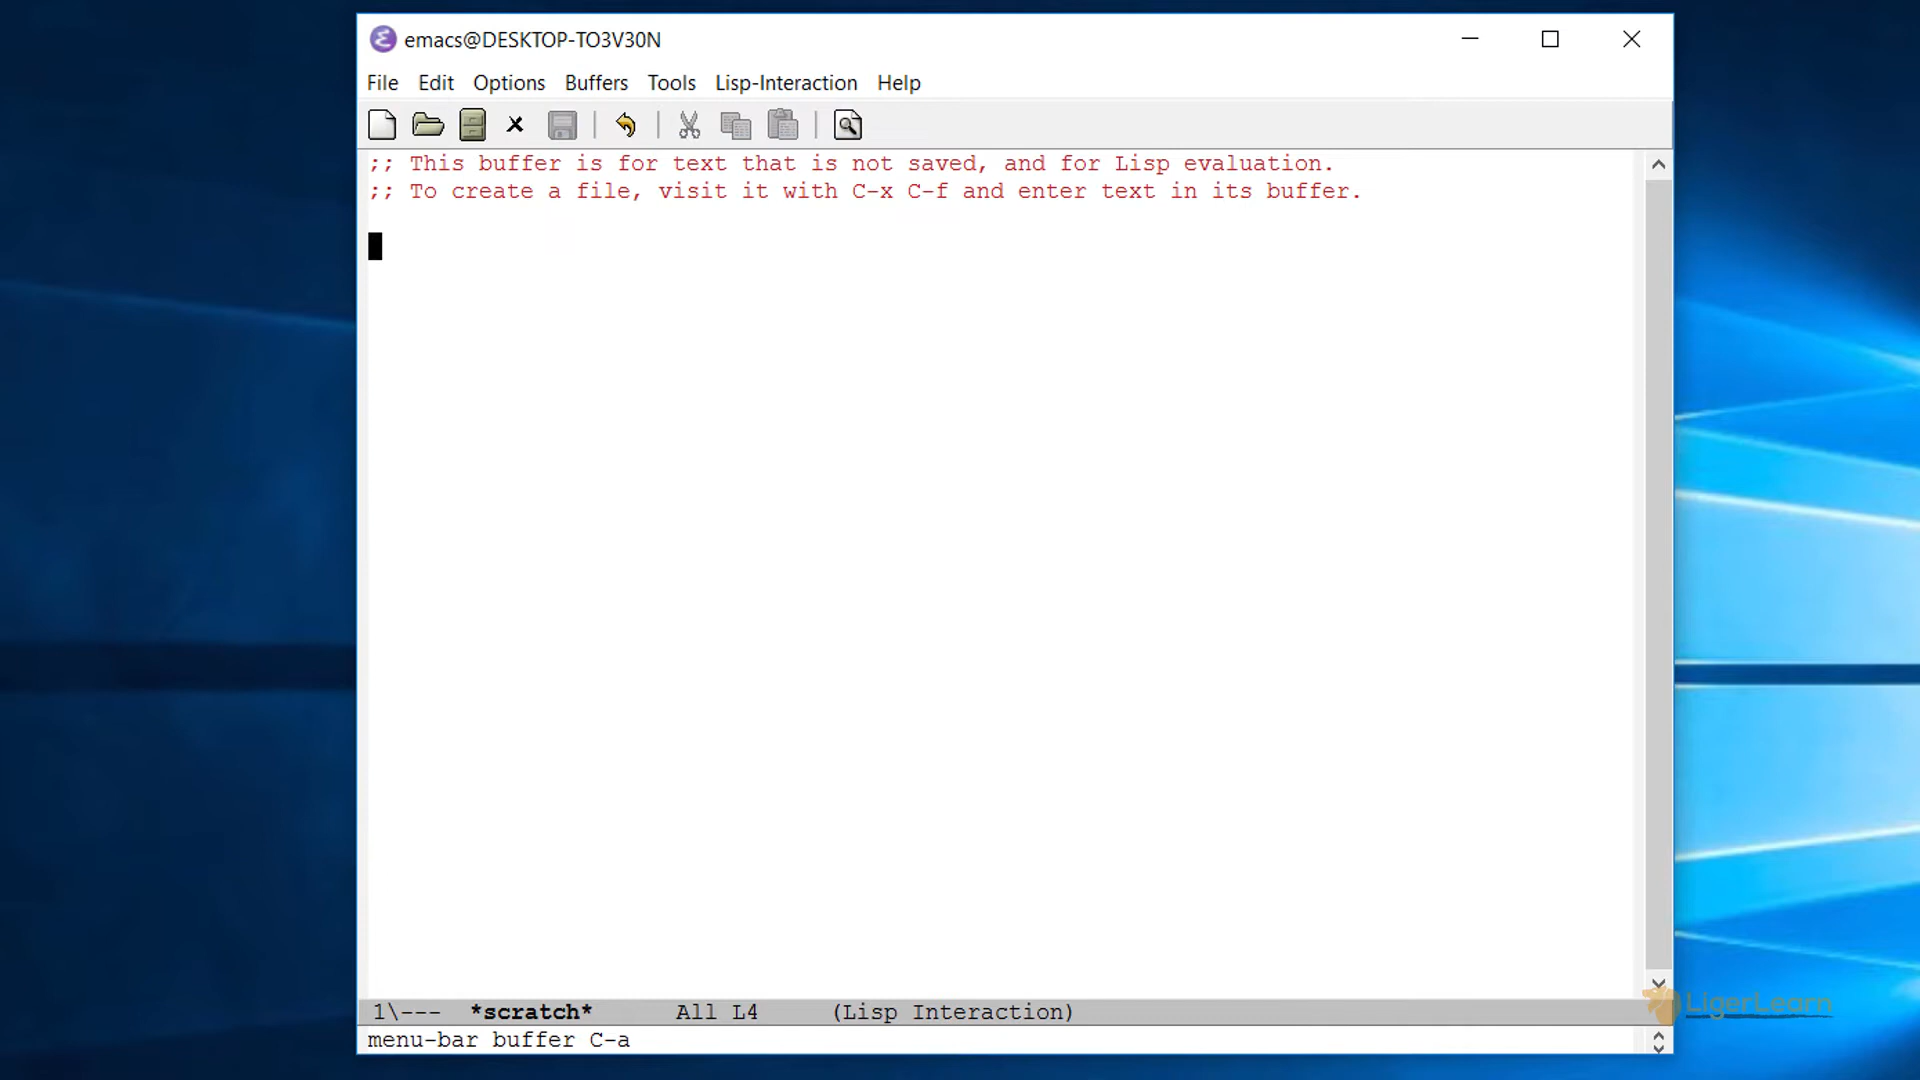 emacs@DESKTOP-TO3V30N
File Edit Options Buffers Tools Lisp-Interaction Help
;; This buffer is for text that is not saved, and for Lisp evaluation.
;; To create a file, visit it with C-x C-f and enter text in its buffer.
1\--- *scratch* All L4 (Lisp Interaction)
LigerLearn
menu-bar buffer C-a